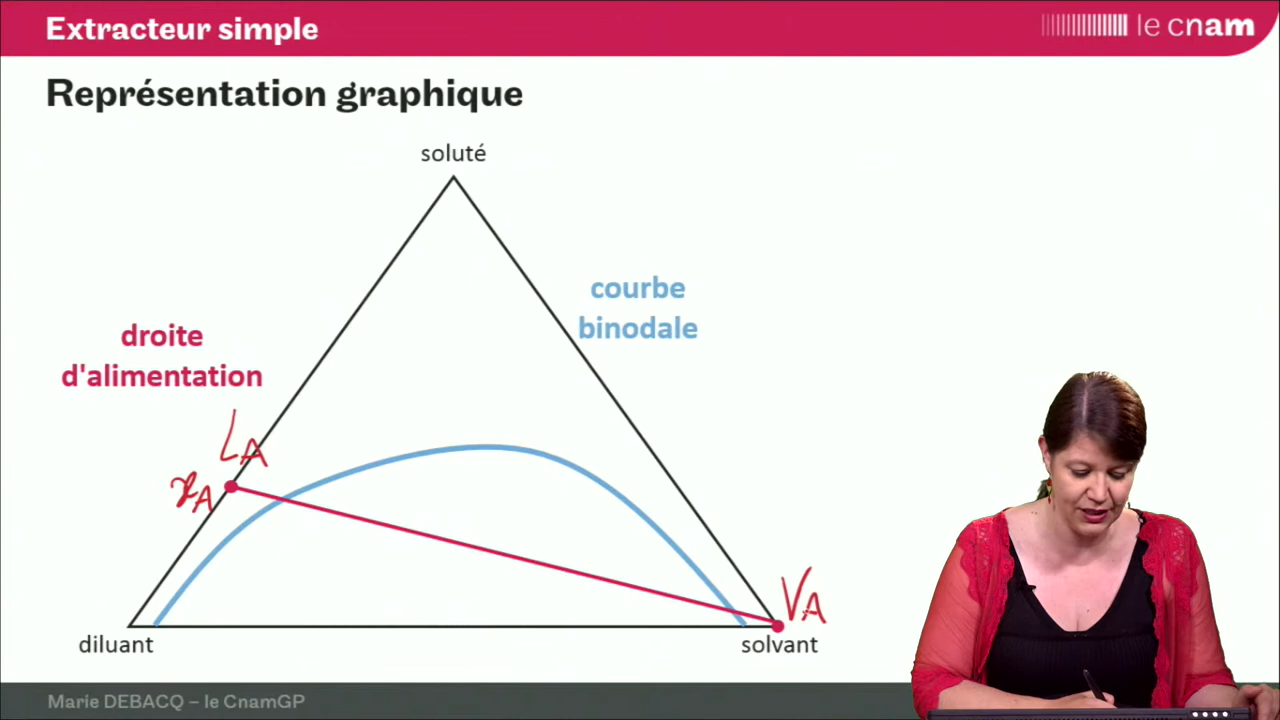 Extracteur simple
le cnam
Représentation graphique
soluté
courbe
binodale
droite
d'alimentation
LA
xA
VA
diluant
solvant
Marie DEBACQ – le CnamGP